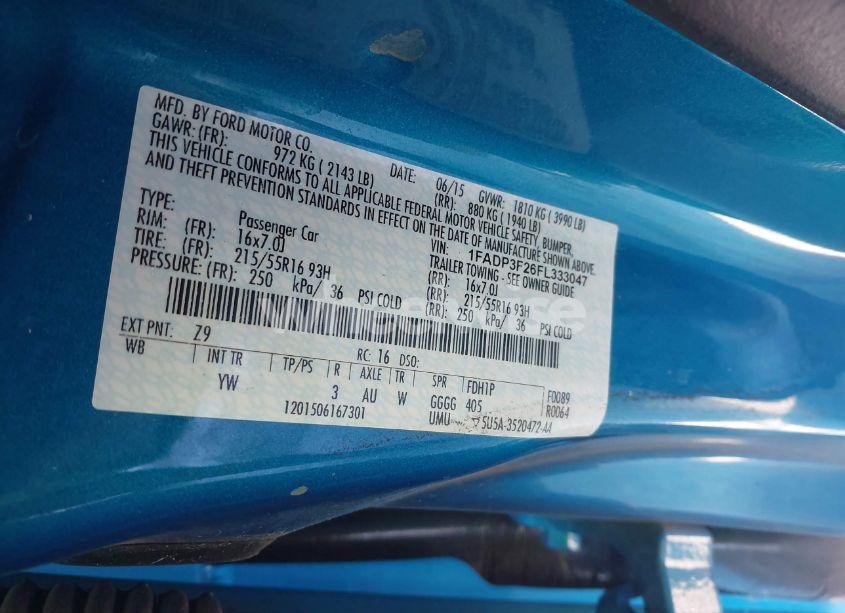 MFD. BY FORD MOTOR CO. DATE: 06/15 GVWR: 1810 KG ( 3990 LB)
GAWR: (FR): 972 KG ( 2143 LB) (RR): 880 KG ( 1940 LB)
THIS VEHICLE CONFORMS TO ALL APPLICABLE FEDERAL MOTOR VEHICLE SAFETY, BUMPER,
AND THEFT PREVENTION STANDARDS IN EFFECT ON THE DATE OF MANUFACTURE SHOWN ABOVE.
VIN: 1FADP3F26FL333047
TYPE: Passenger Car TRAILER TOWING - SEE OWNER GUIDE
RIM: (FR): 16x7.0J (RR): 16x7.0J
TIRE: (FR): 215/55R16 93H (RR): 215/55R16 93H
PRESSURE: (FR): 250 kPa/ 36 PSI COLD (RR): 250 kPa/ 36 PSI COLD
EXT PNT: Z9 RC: 16 DSO:
WB INT TR TP/PS R AXLE TR SPR FDH1P F0089
YW 3 AU W GGGG 405 R0064
1201506167301 UMU 5U5A-3520472-AA